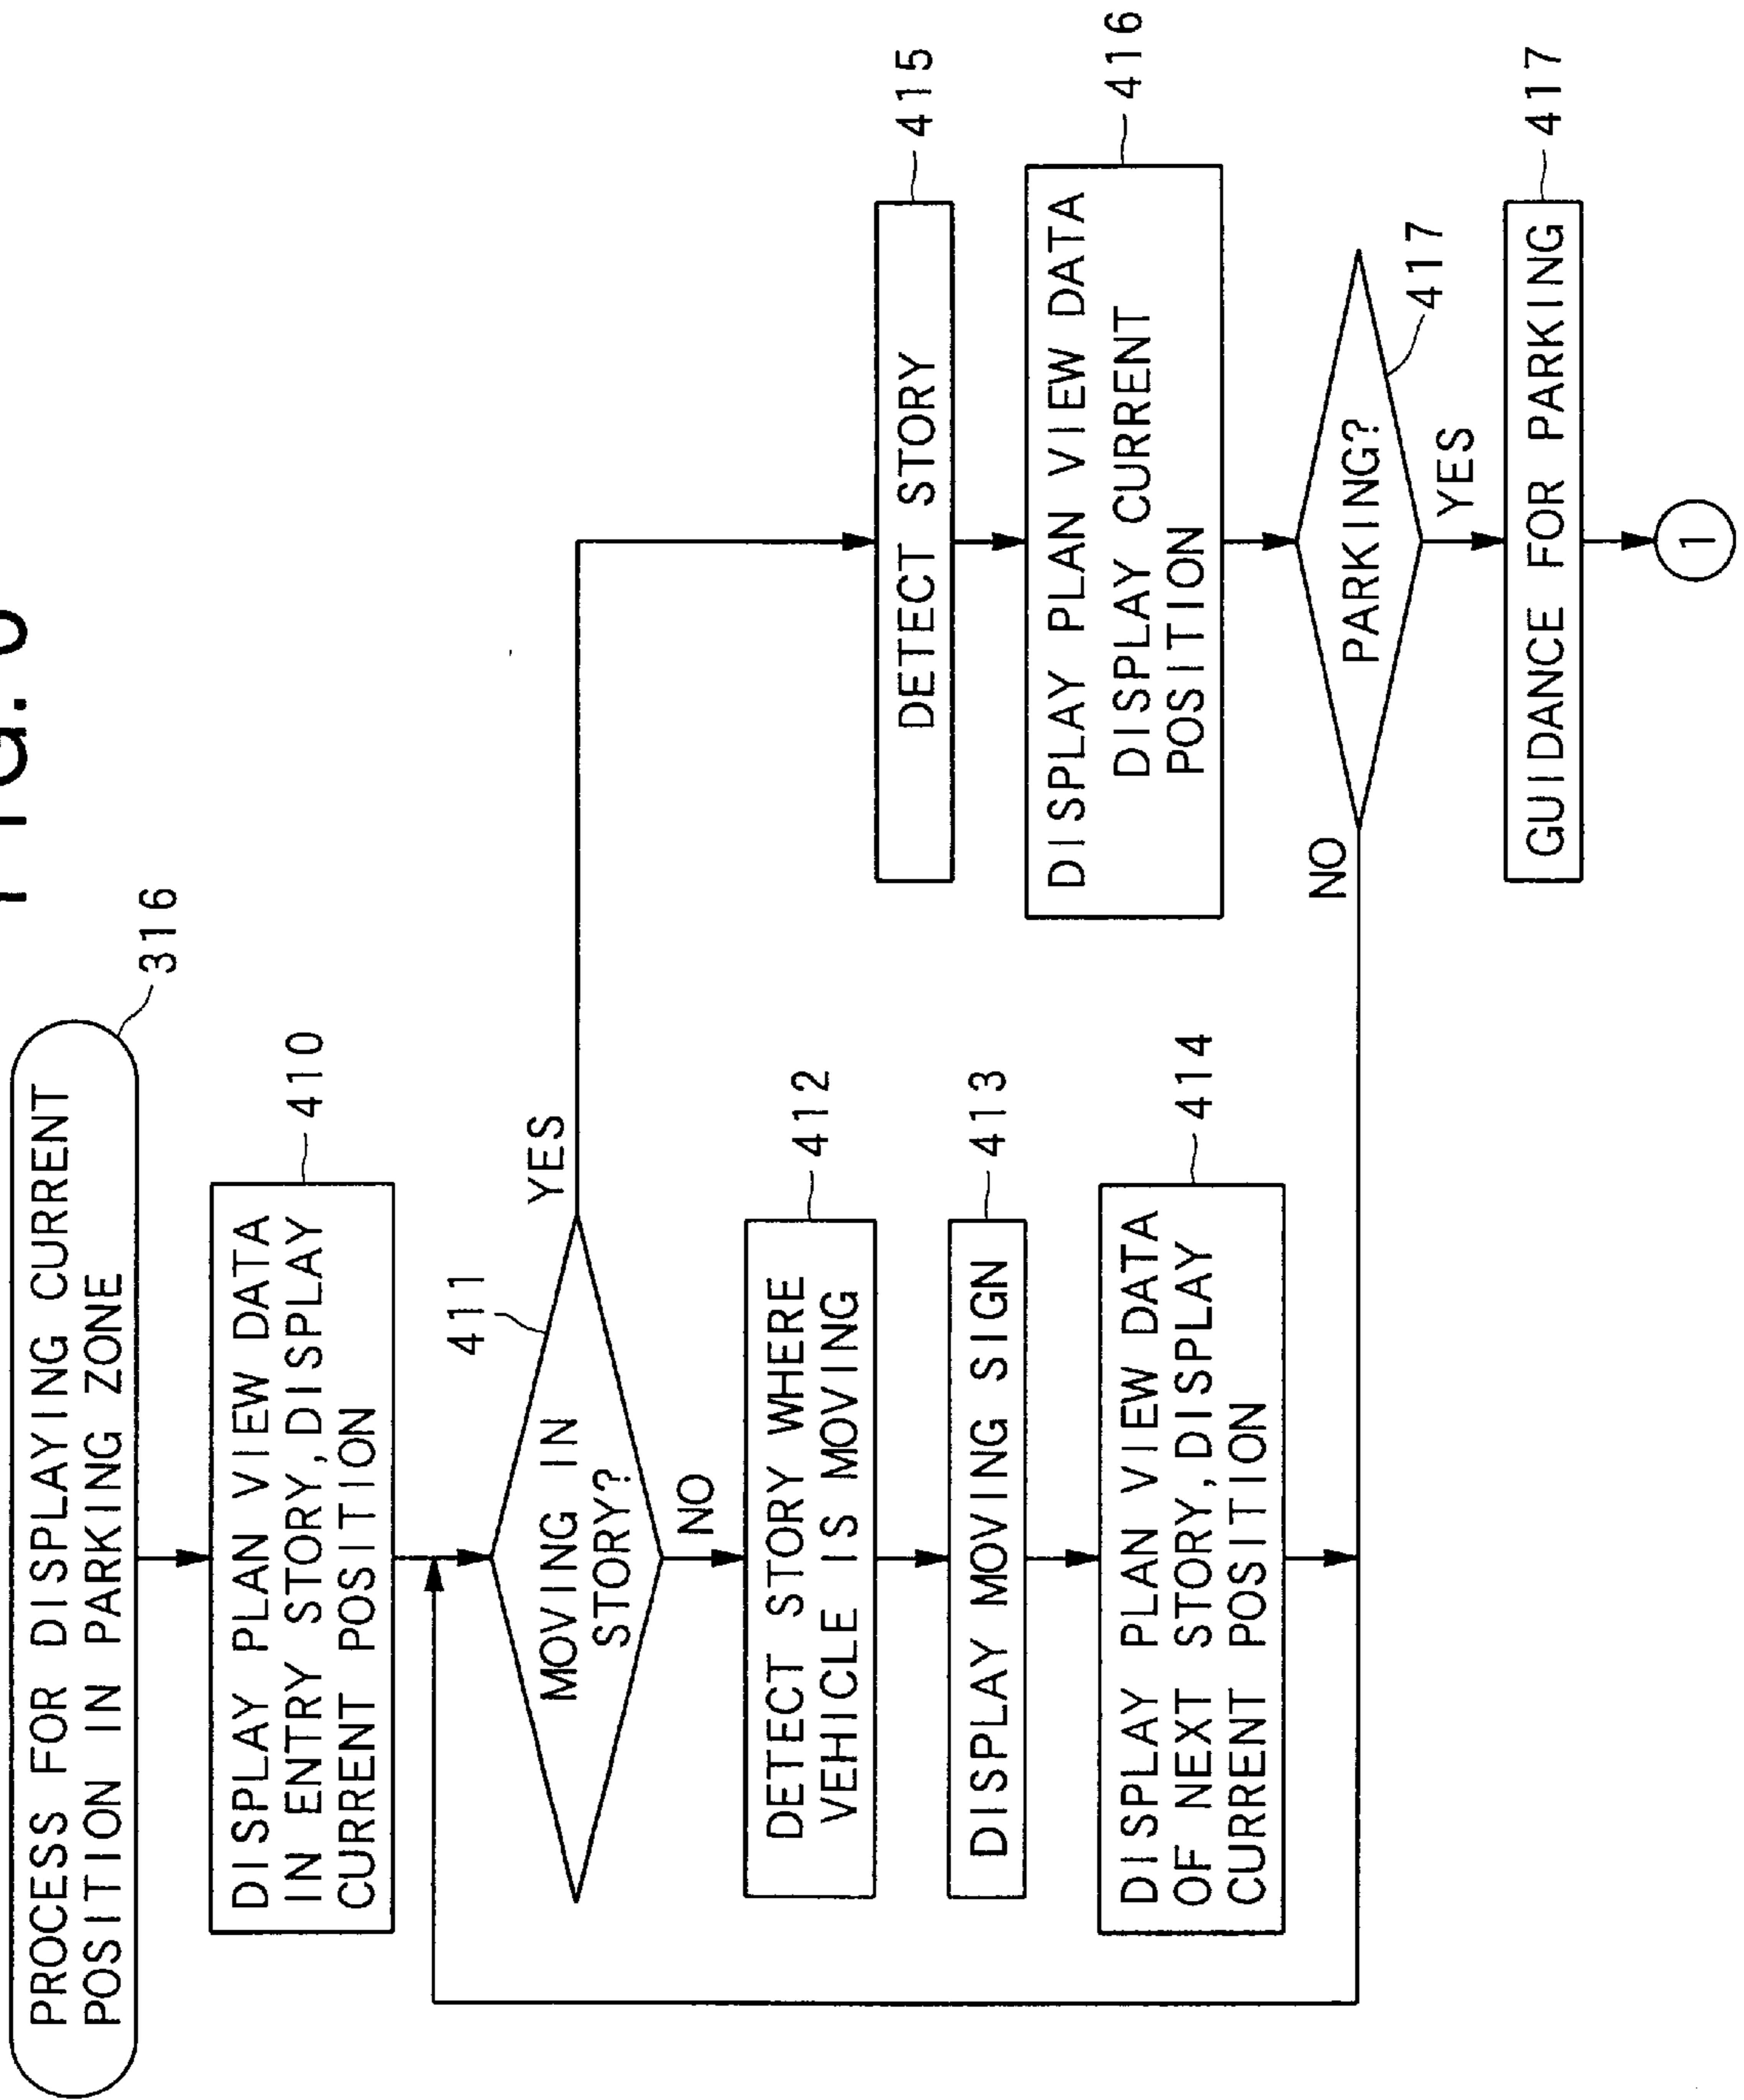 PROCESS FOR DISPLAYING CURRENT
POSITION IN PARKING ZONE
316
DISPLAY PLAN VIEW DATA
IN ENTRY STORY,DISPLAY
CURRENT POSITION
410
411
MOVING IN
STORY?
YES
NO
DETECT STORY WHERE
VEHICLE IS MOVING
412
DISPLAY MOVING SIGN
413
DISPLAY PLAN VIEW DATA
OF NEXT STORY,DISPLAY
CURRENT POSITION
414
DETECT STORY
415
DISPLAY PLAN VIEW DATA
DISPLAY CURRENT
POSITION
416
PARKING?
417
NO
YES
GUIDANCE FOR PARKING
417
1